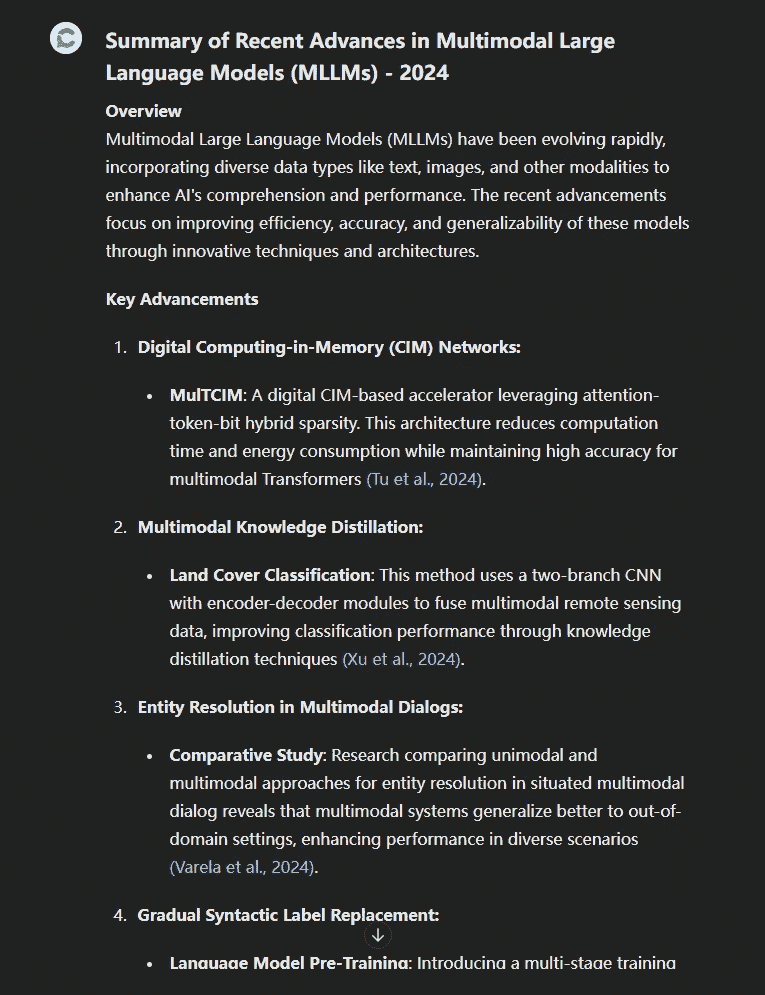 Summary of Recent Advances in Multimodal Large
Language Models (MLLMs) - 2024
Overview
Multimodal Large Language Models (MLLMs) have been evolving rapidly,
incorporating diverse data types like text, images, and other modalities to
enhance AI's comprehension and performance. The recent advancements
focus on improving efficiency, accuracy, and generalizability of these models
through innovative techniques and architectures.
Key Advancements
1. Digital Computing-in-Memory (CIM) Networks:
• MulTCIM: A digital CIM-based accelerator leveraging attention-
token-bit hybrid sparsity. This architecture reduces computation
time and energy consumption while maintaining high accuracy for
multimodal Transformers (Tu et al., 2024).
2. Multimodal Knowledge Distillation:
• Land Cover Classification: This method uses a two-branch CNN
with encoder-decoder modules to fuse multimodal remote sensing
data, improving classification performance through knowledge
distillation techniques (Xu et al., 2024).
3. Entity Resolution in Multimodal Dialogs:
• Comparative Study: Research comparing unimodal and
multimodal approaches for entity resolution in situated multimodal
dialog reveals that multimodal systems generalize better to out-of-
domain settings, enhancing performance in diverse scenarios
(Varela et al., 2024).
4. Gradual Syntactic Label Replacement:
• Language Model Pre-Training: Introducing a multi-stage training